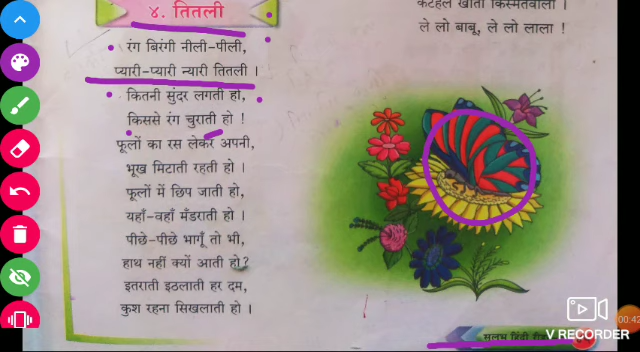 ४. तितली
रंग बिरंगी नीली-पीली,
प्यारी-प्यारी न्यारी तितली ।
कितनी सुंदर लगती हो,
किससे रंग चुराती हो !
फूलों का रस लेकर अपनी,
भूख मिटाती रहती हो ।
फूलों में छिप जाती हो,
यहाँ-वहाँ मँडराती हो ।
पीछे-पीछे भागूँ तो भी,
हाथ नहीं क्यों आती हो?
इतराती इठलाती हर दम,
कुश रहना सिखलाती हो ।
कटहल खाता किस्मतवाला ।
ले लो बाबू, ले लो लाला !
सुलभ हिंदी
00:42
V RECORDER